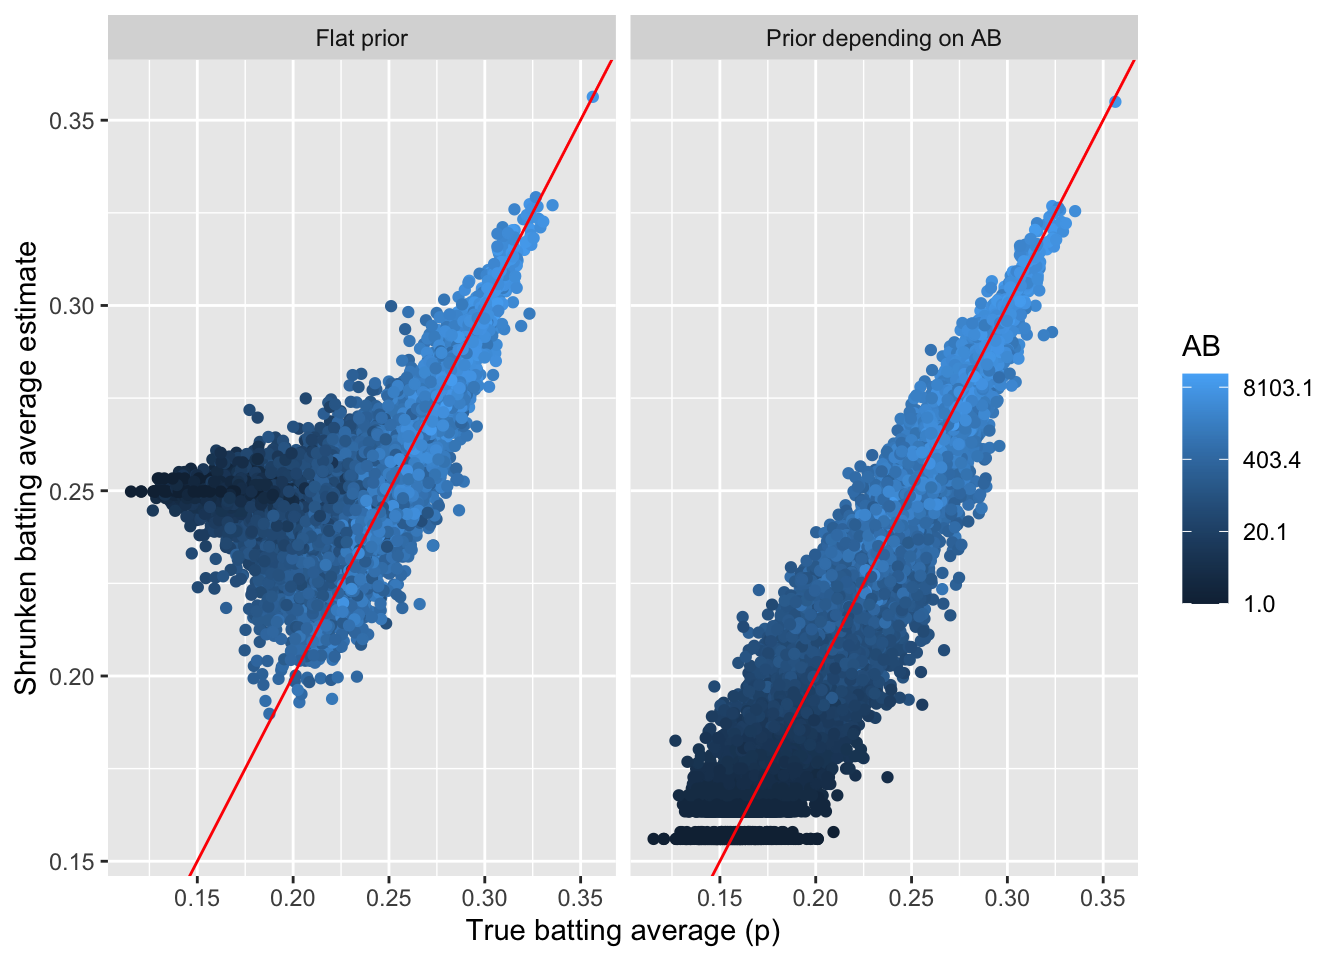 Flat prior
Prior depending on AB
Shrunken batting average estimate
0.35
0.30
0.25
0.20
0.15
0.15 0.20 0.25 0.30 0.35
0.15 0.20 0.25 0.30 0.35
True batting average (p)
AB
8103.1
403.4
20.1
1.0